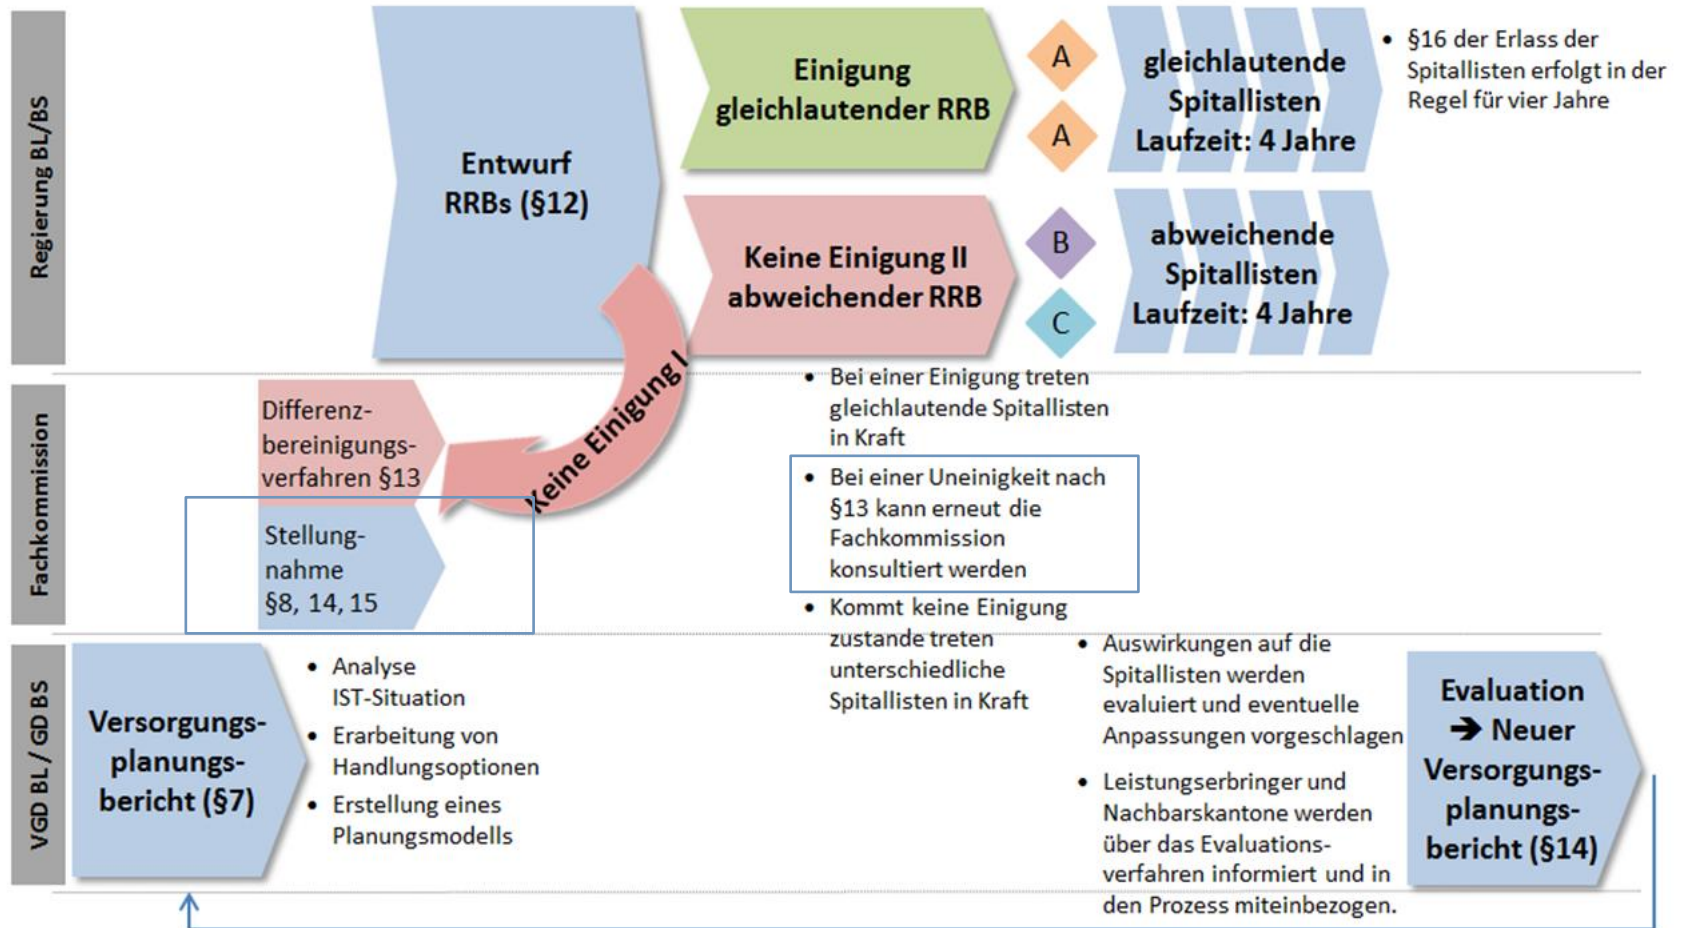 Regierung BL/BS
Entwurf
RRBs (§12)
Einigung
gleichlautender RRB
A
A
gleichlautende
Spitallisten
Laufzeit: 4 Jahre
• §16 der Erlass der
Spitallisten erfolgt in der
Regel für vier Jahre
Keine Einigung II
abweichender RRB
B
C
abweichende
Spitallisten
Laufzeit: 4 Jahre
Keine Einigung I
Fachkommission
Differenz-
bereinigungs-
verfahren §13
Stellung-
nahme
§8, 14, 15
• Bei einer Einigung treten
gleichlautende Spitallisten
in Kraft
• Bei einer Uneinigkeit nach
§13 kann erneut die
Fachkommission
konsultiert werden
• Kommt keine Einigung
zustande treten
unterschiedliche
Spitallisten in Kraft
VGD BL / GD BS
Versorgungs-
planungs-
bericht (§7)
• Analyse
IST-Situation
• Erarbeitung von
Handlungsoptionen
• Erstellung eines
Planungsmodells
• Auswirkungen auf die
Spitallisten werden
evaluiert und eventuelle
Anpassungen vorgeschlagen
• Leistungserbringer und
Nachbarskantone werden
über das Evaluations-
verfahren informiert und in
den Prozess miteinbezogen.
Evaluation
➔ Neuer
Versorgungs-
planungs-
bericht (§14)